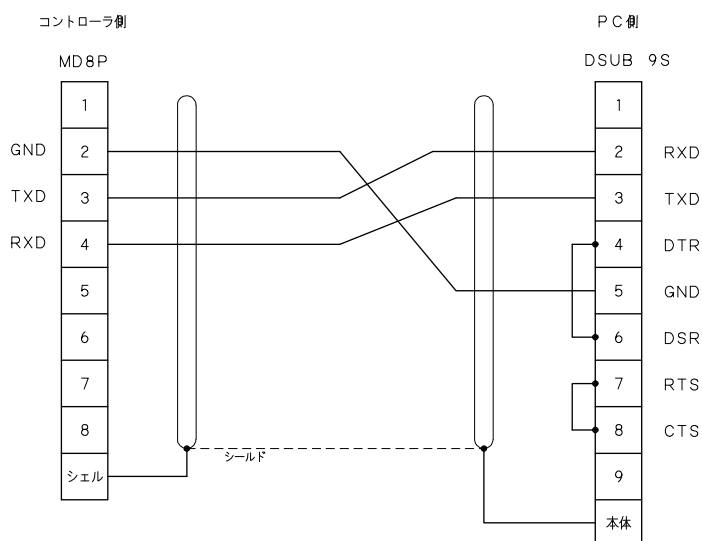 コントローラ側 PC側
MD8P DSUB 9S
1 1
GND 2 2 RXD
TXD 3 3 TXD
RXD 4 4 DTR
5 5 GND
6 6 DSR
7 7 RTS
8 8 CTS
シールド
シェル 9
本体